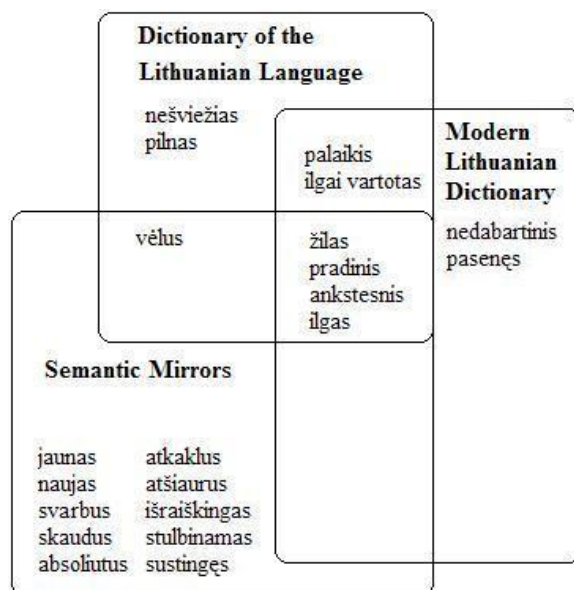 Dictionary of the
Lithuanian Language
nešviežias
pilnas
palaikis
ilgai vartotas
Modern
Lithuanian
Dictionary
nedabartinis
pasenęs
vėlus
žilas
pradinis
ankstesnis
ilgas
Semantic Mirrors
jaunas
naujas
svarbus
skaudus
absoliutus
atkaklus
atšiaurus
išraiškingas
stulbinamas
sustingęs